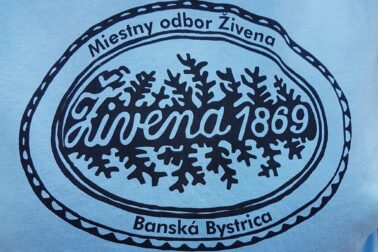 Miestny odbor Živena
Živena 1869
Banská Bystrica